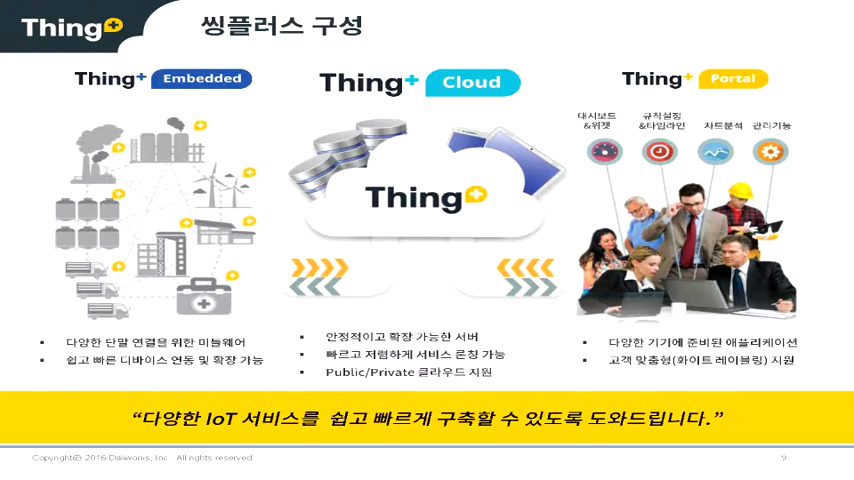 Thing+
씽플러스 구성
Thing+ Embedded
Thing+ Cloud
Thing+ Portal
대시보드
&위젯
규칙설정
&타임라인
차트분석
관리기능
Thing+
다양한 단말 연결을 위한 미들웨어
쉽고 빠른 디바이스 연동 및 확장 가능
안정적이고 확장 가능한 서버
빠르고 저렴하게 서비스 론칭 가능
Public/Private 클라우드 지원
다양한 기기에 준비된 애플리케이션
고객 맞춤형(화이트 레이블링) 지원
“다양한 IoT 서비스를 쉽고 빠르게 구축할 수 있도록 도와드립니다.”
Copyrightⓒ 2016 Daliworks, Inc All rights reserved
9